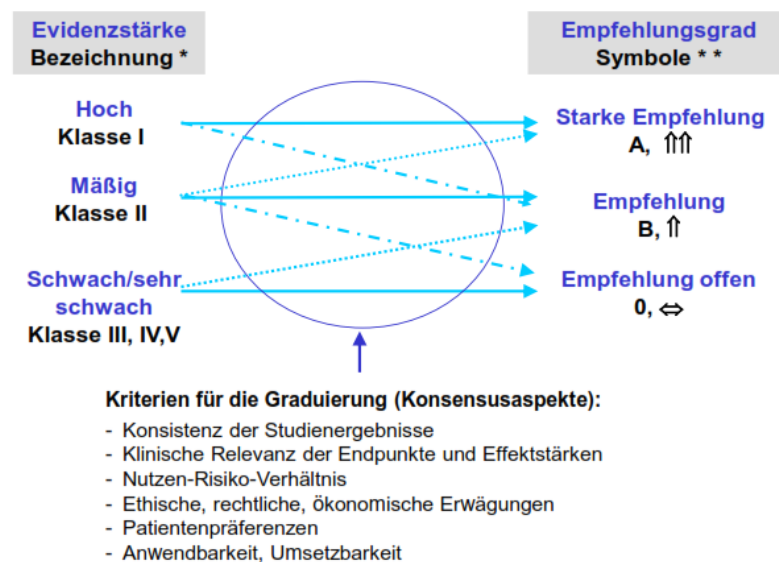 Evidenzstärke
Bezeichnung *
Empfehlungsgrad
Symbole * *
Hoch
Klasse I
Starke Empfehlung
A, ⇑⇑
Mäßig
Klasse II
Empfehlung
B, ⇑
Schwach/sehr
schwach
Klasse III, IV,V
Empfehlung offen
0, ⇔
Kriterien für die Graduierung (Konsensusaspekte):
- Konsistenz der Studienergebnisse
- Klinische Relevanz der Endpunkte und Effektstärken
- Nutzen-Risiko-Verhältnis
- Ethische, rechtliche, ökonomische Erwägungen
- Patientenpräferenzen
- Anwendbarkeit, Umsetzbarkeit